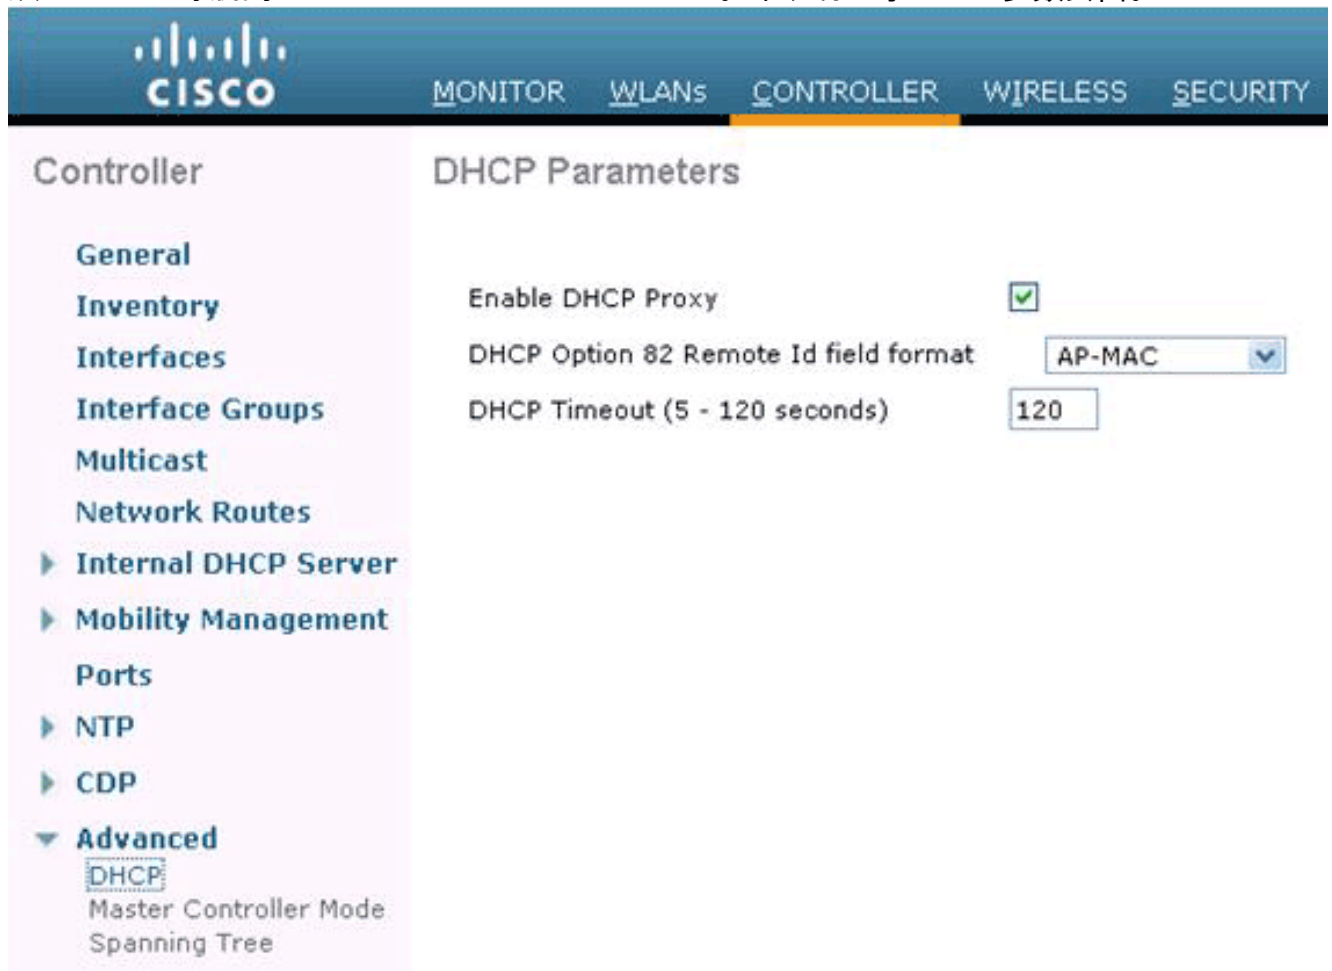 CISCO
MONITOR WLANs CONTROLLER WIRELESS SECURITY
Controller
General
Inventory
Interfaces
Interface Groups
Multicast
Network Routes
Internal DHCP Server
Mobility Management
Ports
NTP
CDP
Advanced
DHCP
Master Controller Mode
Spanning Tree
DHCP Parameters
Enable DHCP Proxy
DHCP Option 82 Remote Id field format AP-MAC
DHCP Timeout (5 - 120 seconds) 120